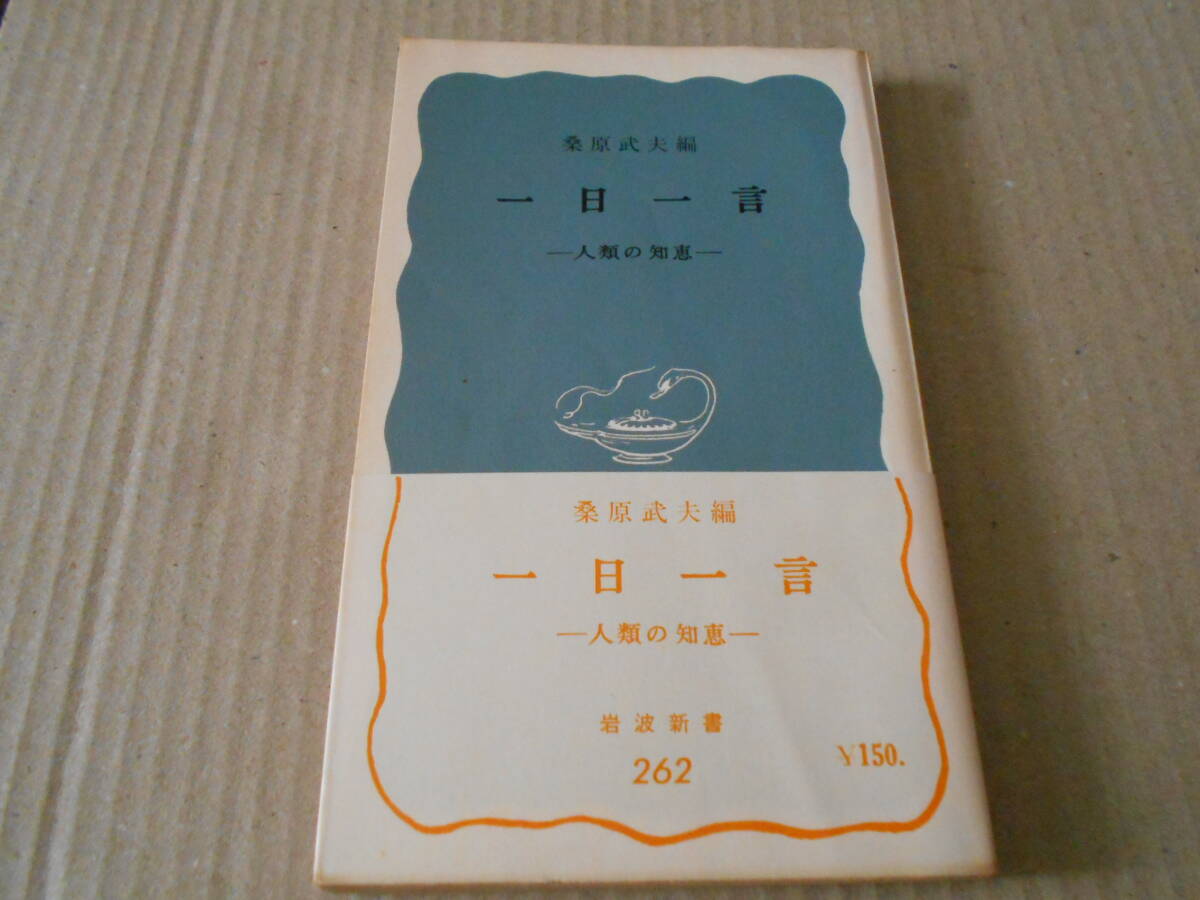 桑原武夫編
一日一言
—人類の知恵—
桑原武夫編
一日一言
—人類の知恵—
岩波新書
262
¥150.